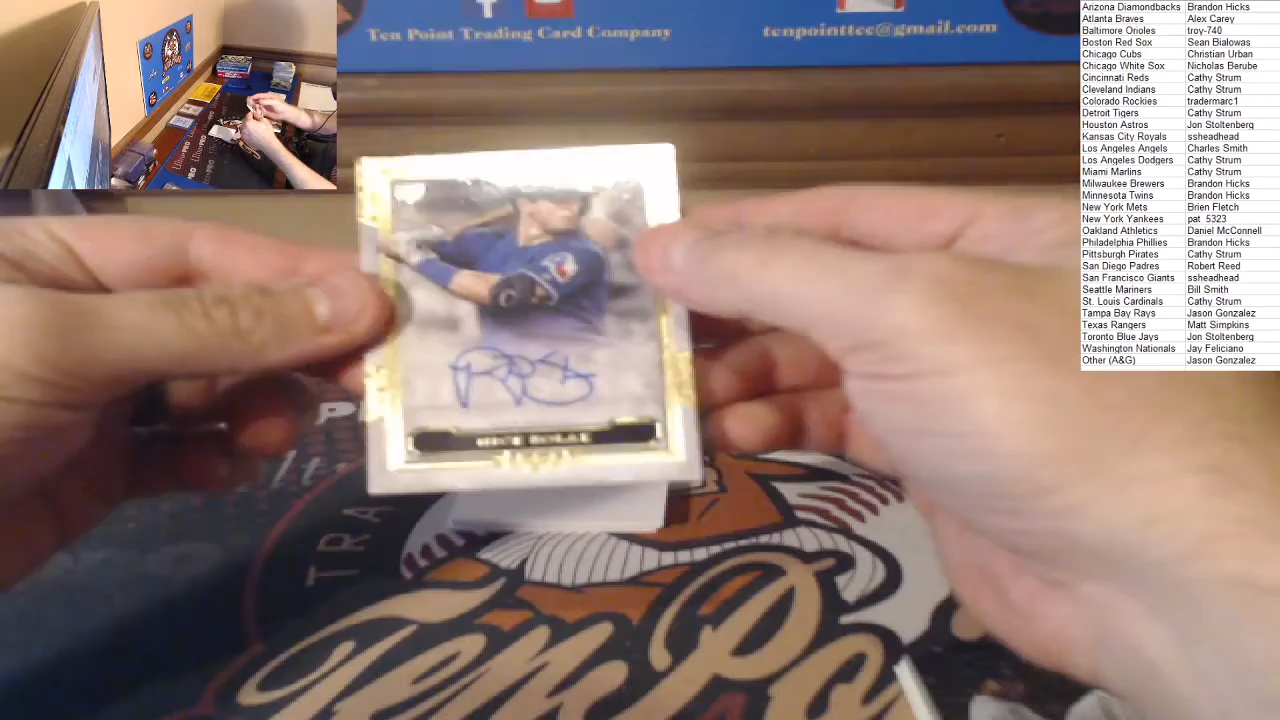 Ten Point Trading Card Company
tenpointtcc@gmail.com
Arizona Diamondbacks Brandon Hicks
Atlanta Braves Alex Carey
Baltimore Orioles troy-740
Boston Red Sox Sean Bialowas
Chicago Cubs Christian Urban
Chicago White Sox Nicholas Berube
Cincinnati Reds Cathy Strum
Cleveland Indians Cathy Strum
Colorado Rockies tradermarc1
Detroit Tigers Cathy Strum
Houston Astros Jon Stoltenberg
Kansas City Royals ssheadhead
Los Angeles Angels Charles Smith
Los Angeles Dodgers Cathy Strum
Miami Marlins Cathy Strum
Milwaukee Brewers Brandon Hicks
Minnesota Twins Brandon Hicks
New York Mets Brien Fletch
New York Yankees pat_5323
Oakland Athletics Daniel McConnell
Philadelphia Phillies Brandon Hicks
Pittsburgh Pirates Cathy Strum
San Diego Padres Robert Reed
San Francisco Giants ssheadhead
Seattle Mariners Bill Smith
St. Louis Cardinals Cathy Strum
Tampa Bay Rays Jason Gonzalez
Texas Rangers Matt Simpkins
Toronto Blue Jays Jon Stoltenberg
Washington Nationals Jay Feliciano
Other (A&G) Jason Gonzalez
TRA
Ten Po